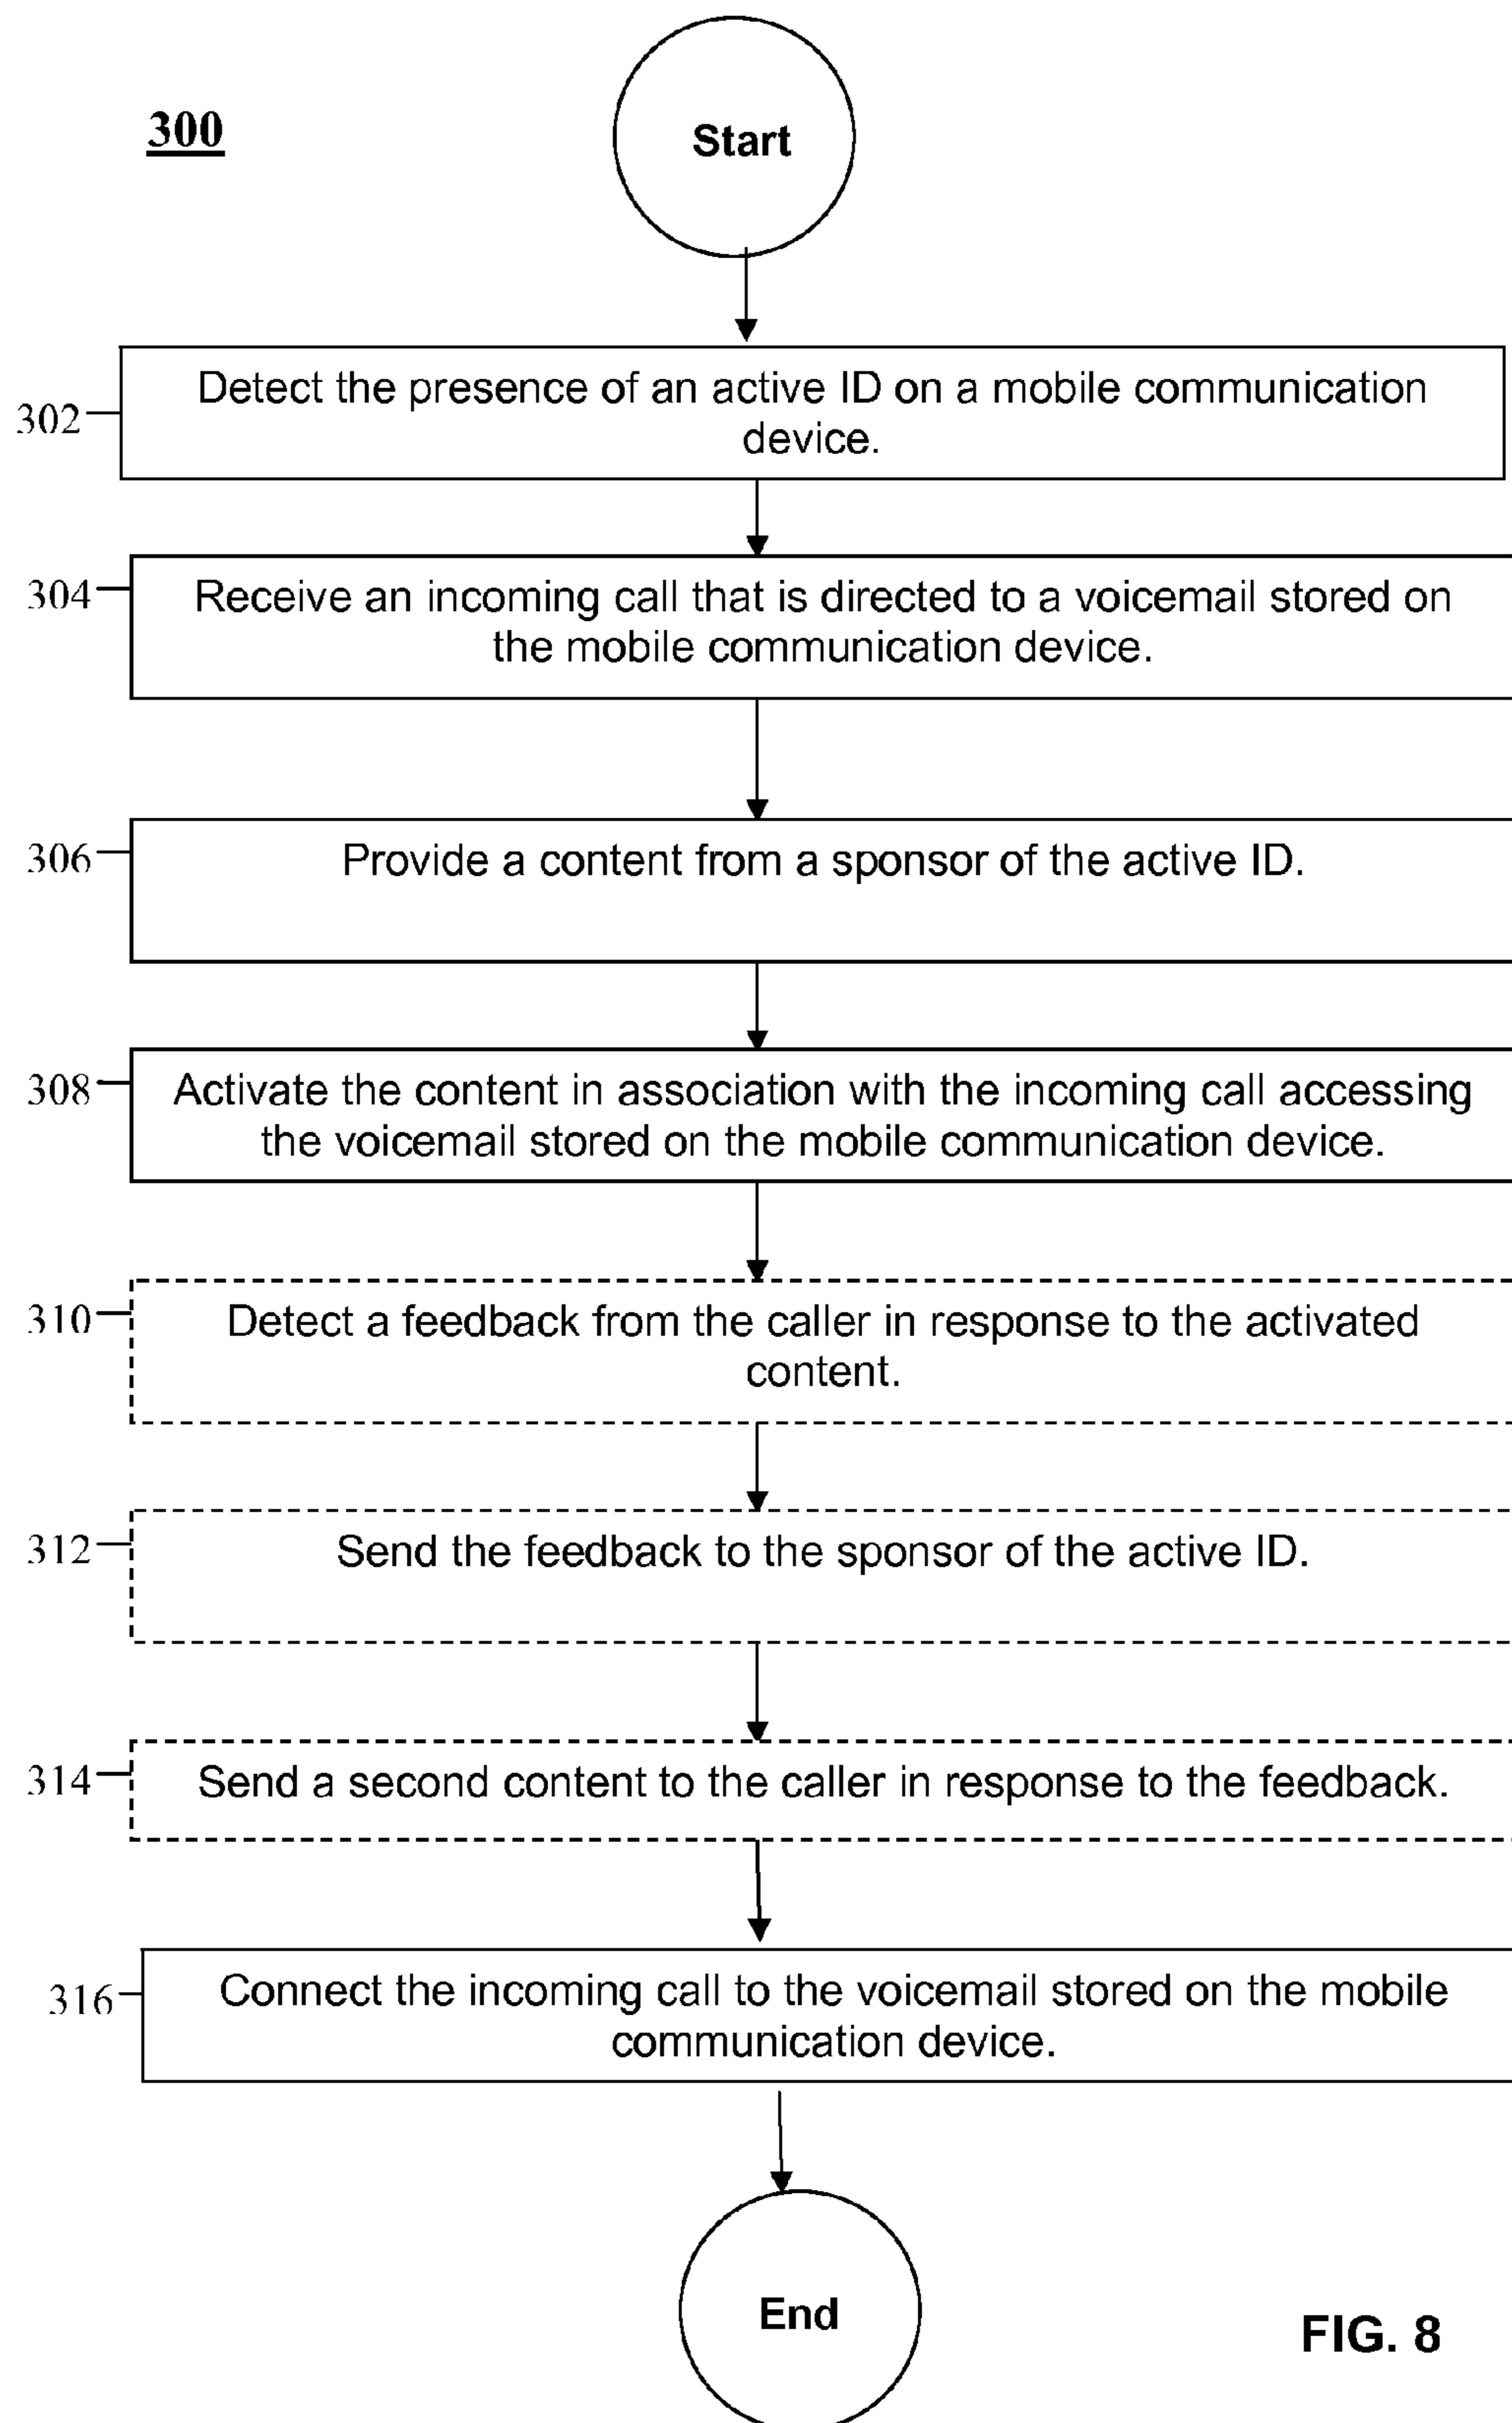 300
Start
302
Detect the presence of an active ID on a mobile communication
device.
304
Receive an incoming call that is directed to a voicemail stored on
the mobile communication device.
306
Provide a content from a sponsor of the active ID.
308
Activate the content in association with the incoming call accessing
the voicemail stored on the mobile communication device.
310
Detect a feedback from the caller in response to the activated
content.
312
Send the feedback to the sponsor of the active ID.
314
Send a second content to the caller in response to the feedback.
316
Connect the incoming call to the voicemail stored on the mobile
communication device.
End
FIG. 8